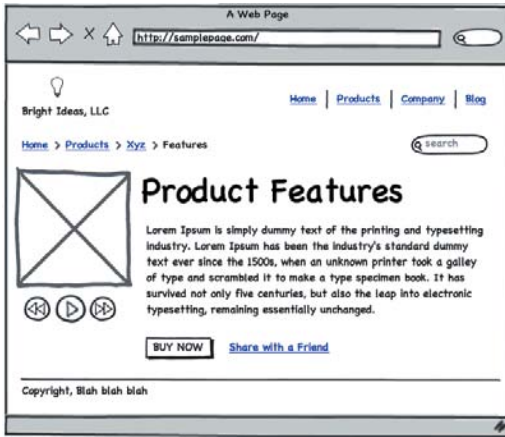 A Web Page
http://samplepage.com/
Bright Ideas, LLC
Home | Products | Company | Blog
Home > Products > Xyz > Features
search
Product Features
Lorem Ipsum is simply dummy text of the printing and typesetting
industry. Lorem Ipsum has been the industry's standard dummy
text ever since the 1500s, when an unknown printer took a galley
of type and scrambled it to make a type specimen book. It has
survived not only five centuries, but also the leap into electronic
typesetting, remaining essentially unchanged.
BUY NOW Share with a Friend
Copyright, Blah blah blah